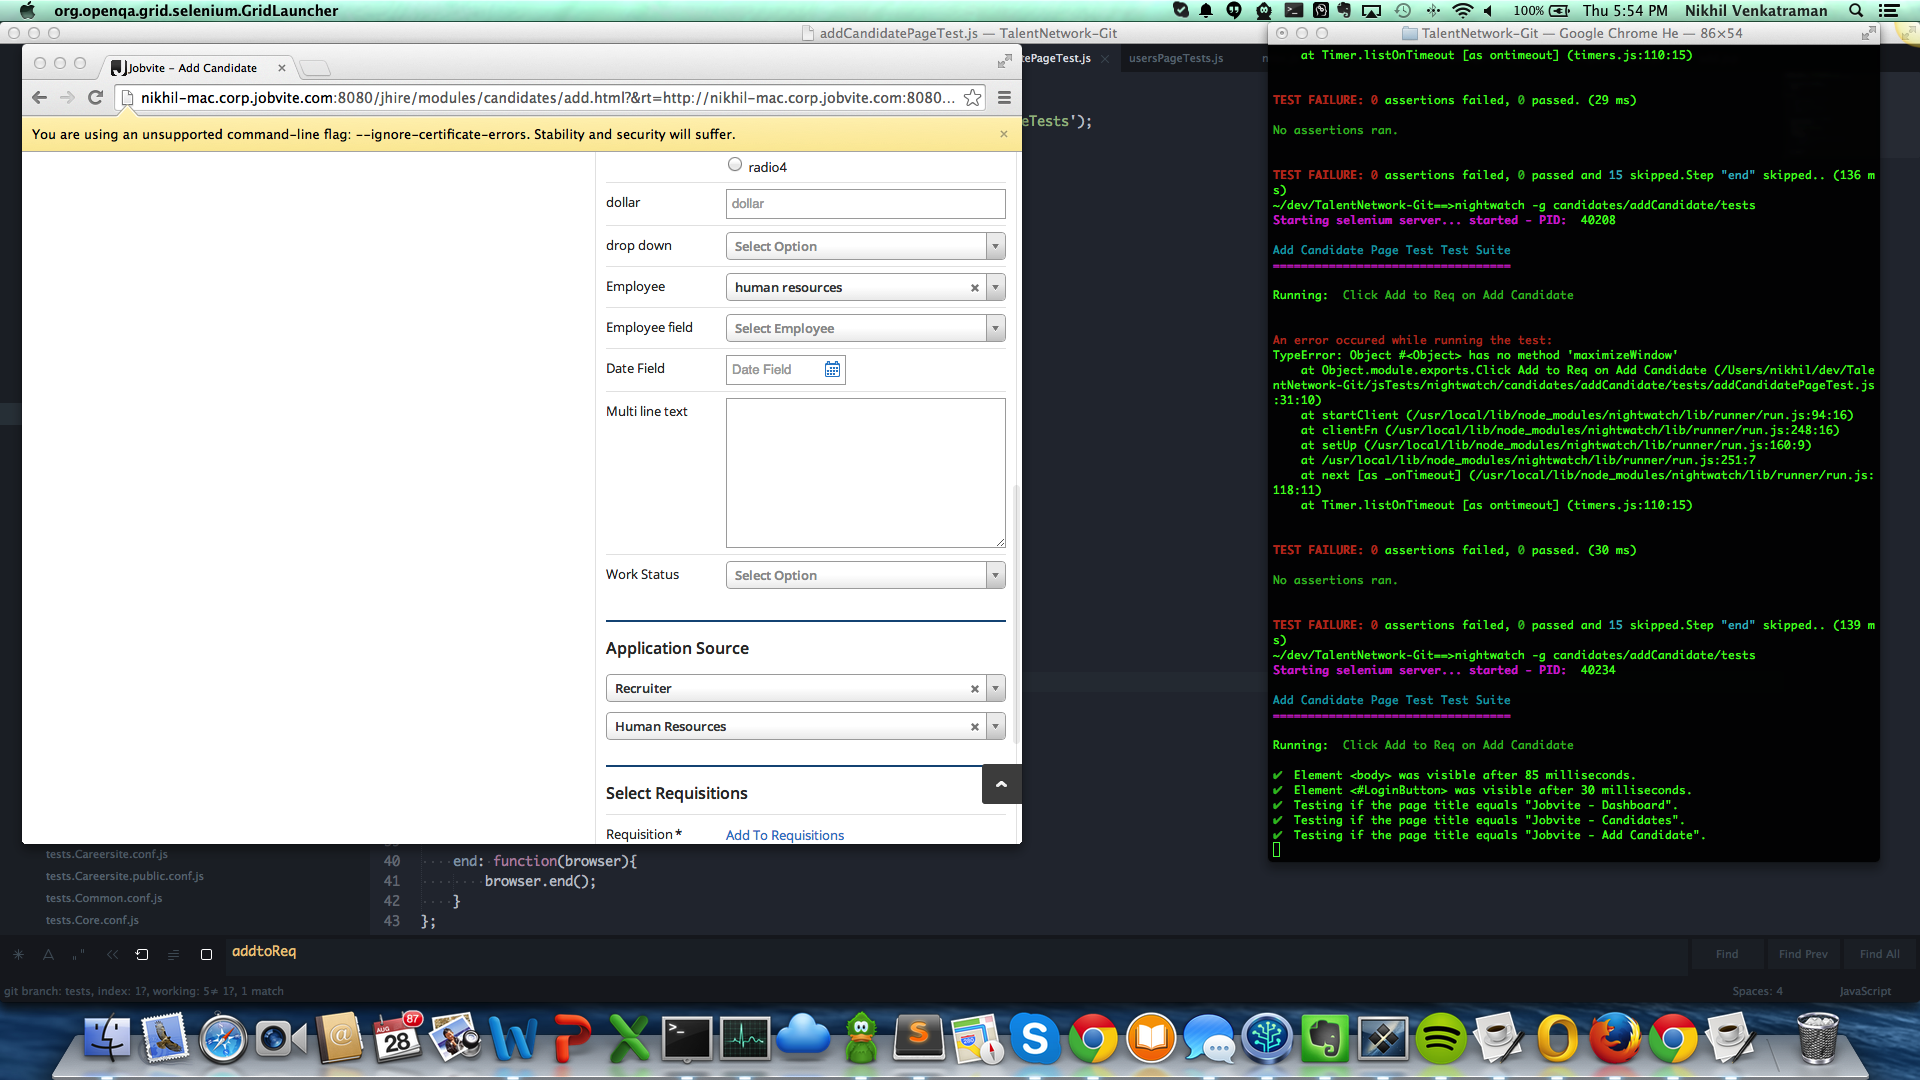 org.openqa.grid.selenium.GridLauncher
100%
Thu 5:54 PM
Nikhil Venkatraman
addCandidatePageTest.js — TalentNetwork-Git
tePageTest.js
usersPageTests.js
eTests');
Jobvite - Add Candidate
nikhil-mac.corp.jobvite.com:8080/jhire/modules/candidates/add.html?&rt=http://nikhil-mac.corp.jobvite.com:8080...
You are using an unsupported command-line flag: --ignore-certificate-errors. Stability and security will suffer.
radio4
dollar
dollar
drop down
Select Option
Employee
human resources
Employee field
Select Employee
Date Field
Date Field
Multi line text
Work Status
Select Option
Application Source
Recruiter
Human Resources
Select Requisitions
Requisition *
Add To Requisitions
tests.Careersite.conf.js
tests.Careersite.public.conf.js
tests.Common.conf.js
tests.Core.conf.js
40 end: function(browser){
41 browser.end();
42 }
43 };
addtoReq
Find
Find Prev
Find All
git branch: tests, index: 1?, working: 5≠ 1?, 1 match
Spaces: 4
JavaScript
TalentNetwork-Git — Google Chrome He — 86×54
at Timer.listOnTimeout [as ontimeout] (timers.js:110:15)
TEST FAILURE: 0 assertions failed, 0 passed. (29 ms)
No assertions ran.
TEST FAILURE: 0 assertions failed, 0 passed and 15 skipped.Step "end" skipped.. (136 m
s)
~/dev/TalentNetwork-Git==>nightwatch -g candidates/addCandidate/tests
Starting selenium server... started - PID: 40208
Add Candidate Page Test Test Suite
==================================
Running: Click Add to Req on Add Candidate
An error occured while running the test:
TypeError: Object #<Object> has no method 'maximizeWindow'
at Object.module.exports.Click Add to Req on Add Candidate (/Users/nikhil/dev/Tale
ntNetwork-Git/jsTests/nightwatch/candidates/addCandidate/tests/addCandidatePageTest.js
:31:10)
at startClient (/usr/local/lib/node_modules/nightwatch/lib/runner/run.js:94:16)
at clientFn (/usr/local/lib/node_modules/nightwatch/lib/runner/run.js:248:16)
at setUp (/usr/local/lib/node_modules/nightwatch/lib/runner/run.js:160:9)
at /usr/local/lib/node_modules/nightwatch/lib/runner/run.js:251:7
at next [as _onTimeout] (/usr/local/lib/node_modules/nightwatch/lib/runner/run.js:
118:11)
at Timer.listOnTimeout [as ontimeout] (timers.js:110:15)
TEST FAILURE: 0 assertions failed, 0 passed. (30 ms)
No assertions ran.
TEST FAILURE: 0 assertions failed, 0 passed and 15 skipped.Step "end" skipped.. (139 m
s)
~/dev/TalentNetwork-Git==>nightwatch -g candidates/addCandidate/tests
Starting selenium server... started - PID: 40234
Add Candidate Page Test Test Suite
==================================
Running: Click Add to Req on Add Candidate
✔ Element <body> was visible after 85 milliseconds.
✔ Element <#LoginButton> was visible after 30 milliseconds.
✔ Testing if the page title equals "Jobvite - Dashboard".
✔ Testing if the page title equals "Jobvite - Candidates".
✔ Testing if the page title equals "Jobvite - Add Candidate".
AUG
28
87